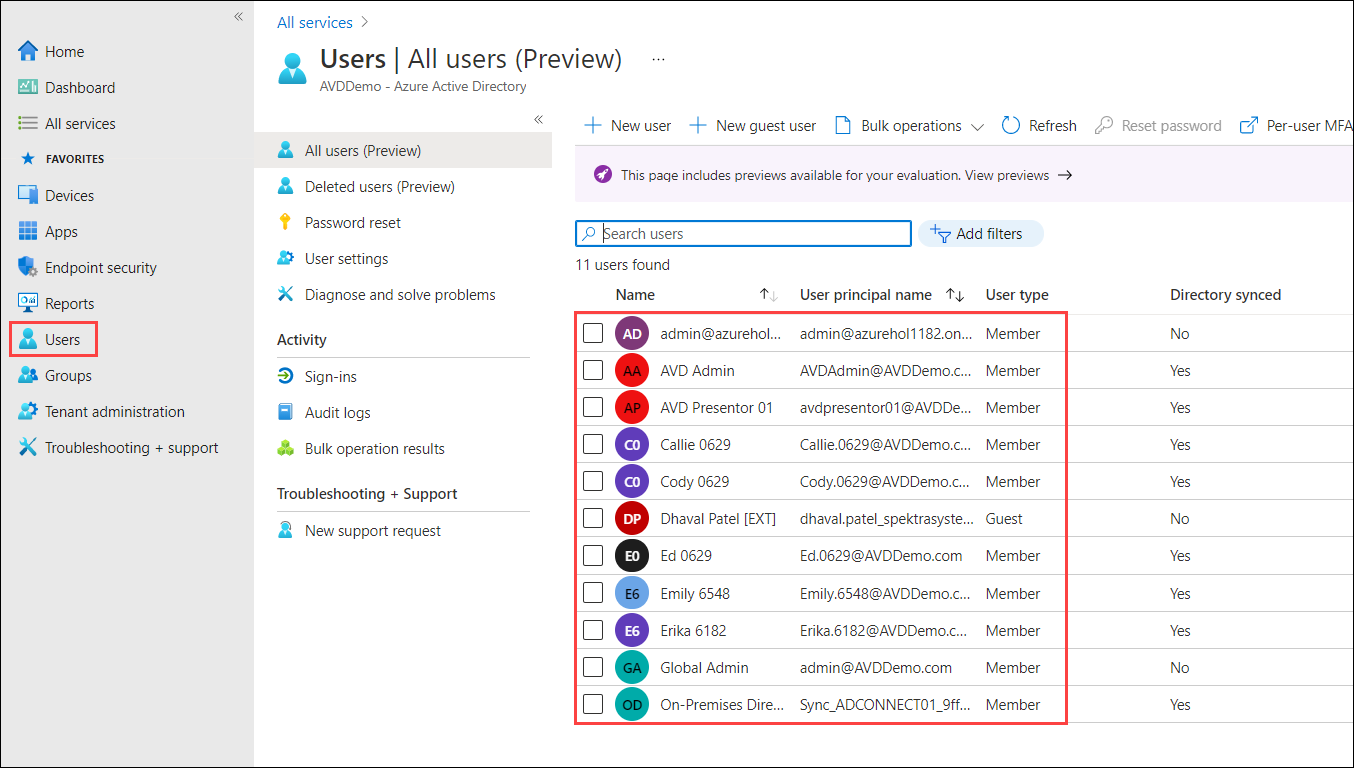 «
Home
Dashboard
All services
FAVORITES
Devices
Apps
Endpoint security
Reports
Users
Groups
Tenant administration
Troubleshooting + support
All services >
Users | All users (Preview) ...
AVDDemo - Azure Active Directory
«
All users (Preview)
Deleted users (Preview)
Password reset
User settings
Diagnose and solve problems
Activity
Sign-ins
Audit logs
Bulk operation results
Troubleshooting + Support
New support request
+ New user + New guest user Bulk operations Refresh Reset password Per-user MFA
This page includes previews available for your evaluation. View previews →
Search users Add filters
11 users found
Name ↑↓ User principal name ↑↓ User type Directory synced
AD admin@azurehol... admin@azurehol1182.on... Member No
AA AVD Admin AVDAdmin@AVDDemo.c... Member Yes
AP AVD Presentor 01 avdpresentor01@AVDDe... Member Yes
C0 Callie 0629 Callie.0629@AVDDemo.c... Member Yes
C0 Cody 0629 Cody.0629@AVDDemo.c... Member Yes
DP Dhaval Patel [EXT] dhaval.patel_spektrasyste... Guest No
E0 Ed 0629 Ed.0629@AVDDemo.com Member Yes
E6 Emily 6548 Emily.6548@AVDDemo.c... Member Yes
E6 Erika 6182 Erika.6182@AVDDemo.c... Member Yes
GA Global Admin admin@AVDDemo.com Member No
OD On-Premises Dire... Sync_ADCONNECT01_9ff... Member Yes